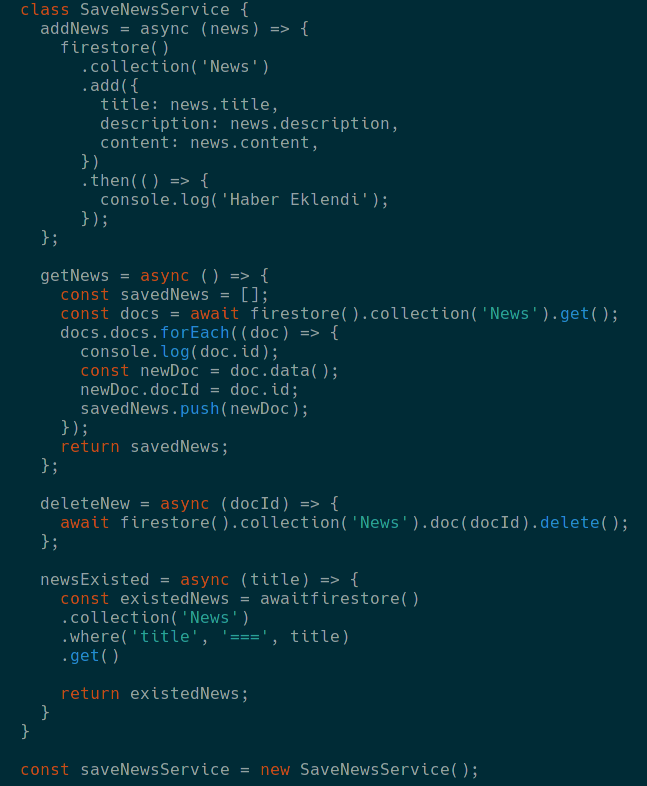 class SaveNewsService {
  addNews = async (news) => {
    firestore()
      .collection('News')
      .add({
        title: news.title,
        description: news.description,
        content: news.content,
      })
      .then(() => {
        console.log('Haber Eklendi');
      });
  };

  getNews = async () => {
    const savedNews = [];
    const docs = await firestore().collection('News').get();
    docs.docs.forEach((doc) => {
      console.log(doc.id);
      const newDoc = doc.data();
      newDoc.docId = doc.id;
      savedNews.push(newDoc);
    });
    return savedNews;
  };

  deleteNew = async (docId) => {
    await firestore().collection('News').doc(docId).delete();
  };

  newsExisted = async (title) => {
    const existedNews = awaitfirestore()
    .collection('News')
    .where('title', '===', title)
    .get()

    return existedNews;
  }
}

const saveNewsService = new SaveNewsService();